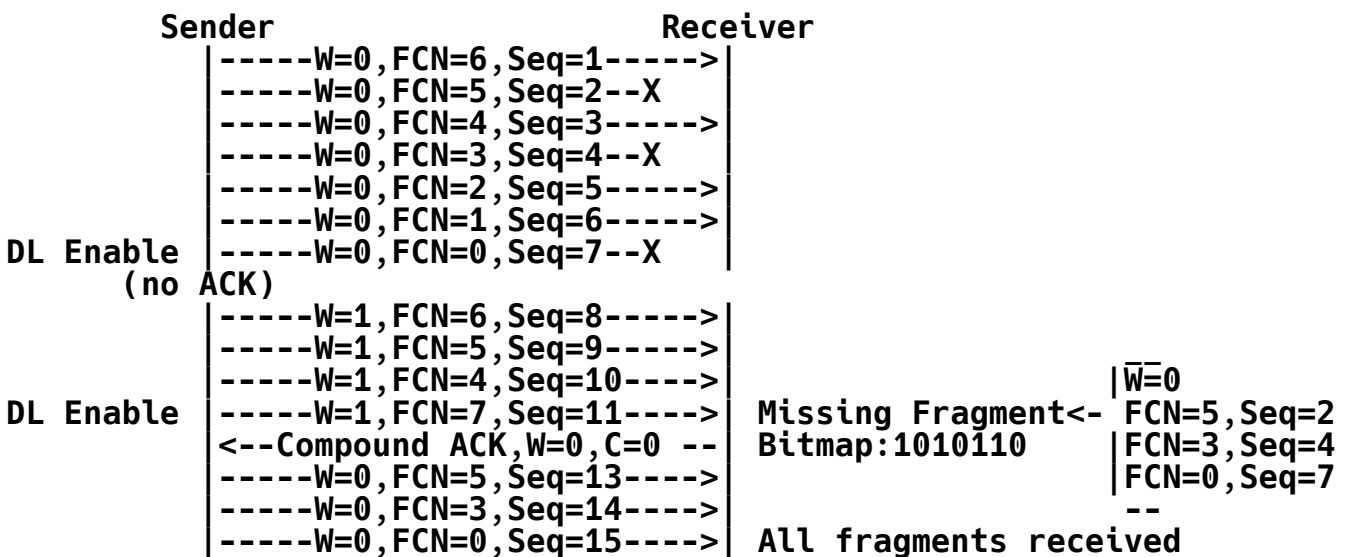 Sender                    Receiver
          |-----W=0,FCN=6,Seq=1----->|
          |-----W=0,FCN=5,Seq=2--X   |
          |-----W=0,FCN=4,Seq=3----->|
          |-----W=0,FCN=3,Seq=4--X   |
          |-----W=0,FCN=2,Seq=5----->|
          |-----W=0,FCN=1,Seq=6----->|
DL Enable |-----W=0,FCN=0,Seq=7--X   |
      (no ACK)
          |-----W=1,FCN=6,Seq=8----->|
          |-----W=1,FCN=5,Seq=9----->|                    __
          |-----W=1,FCN=4,Seq=10---->|                   |W=0
DL Enable |-----W=1,FCN=7,Seq=11---->| Missing Fragment<- FCN=5,Seq=2
          |<--Compound ACK,W=0,C=0 --| Bitmap:1010110    |FCN=3,Seq=4
          |-----W=0,FCN=5,Seq=13---->|                   |FCN=0,Seq=7
          |-----W=0,FCN=3,Seq=14---->|                    --
          |-----W=0,FCN=0,Seq=15---->| All fragments received